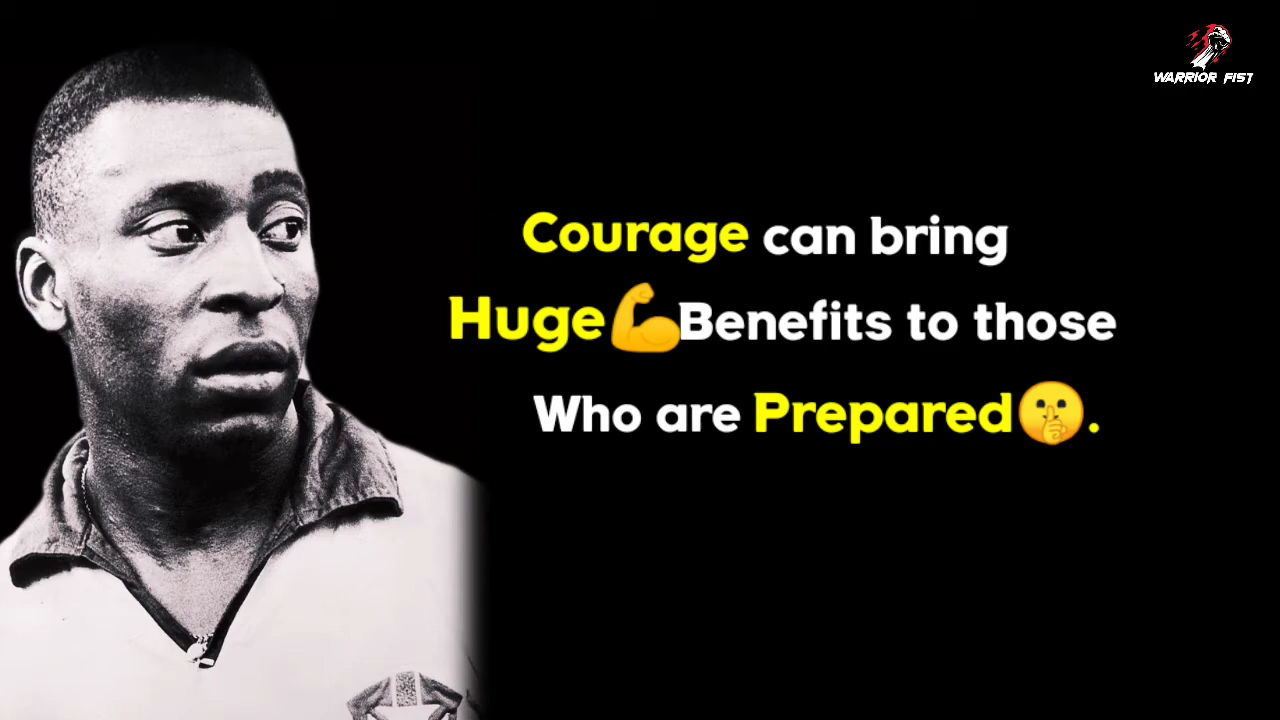 WARRIOR FIST
Courage can bring
Huge💪Benefits to those
Who are Prepared🤫.